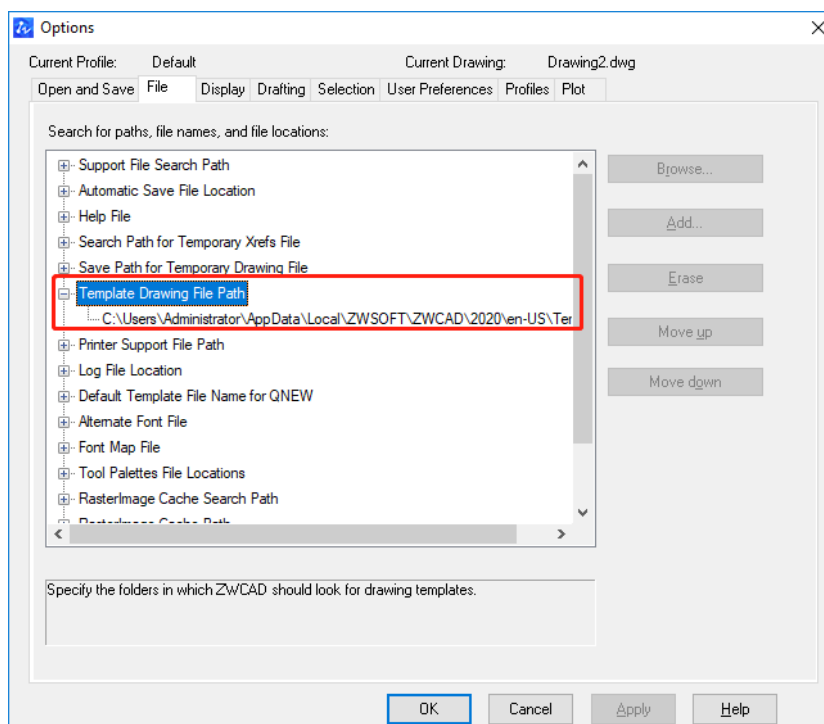 Options
Current Profile: Default Current Drawing: Drawing2.dwg
Open and Save File Display Drafting Selection User Preferences Profiles Plot
Search for paths, file names, and file locations:
Support File Search Path
Automatic Save File Location
Help File
Search Path for Temporary Xrefs File
Save Path for Temporary Drawing File
Template Drawing File Path
C:\Users\Administrator\AppData\Local\ZWSOFT\ZWCAD\2020\en-US\Ter
Printer Support File Path
Log File Location
Default Template File Name for QNEW
Alternate Font File
Font Map File
Tool Palettes File Locations
RasterImage Cache Search Path
RasterImage Cache Path
Browse...
Add...
Erase
Move up
Move down
Specify the folders in which ZWCAD should look for drawing templates.
OK Cancel Apply Help